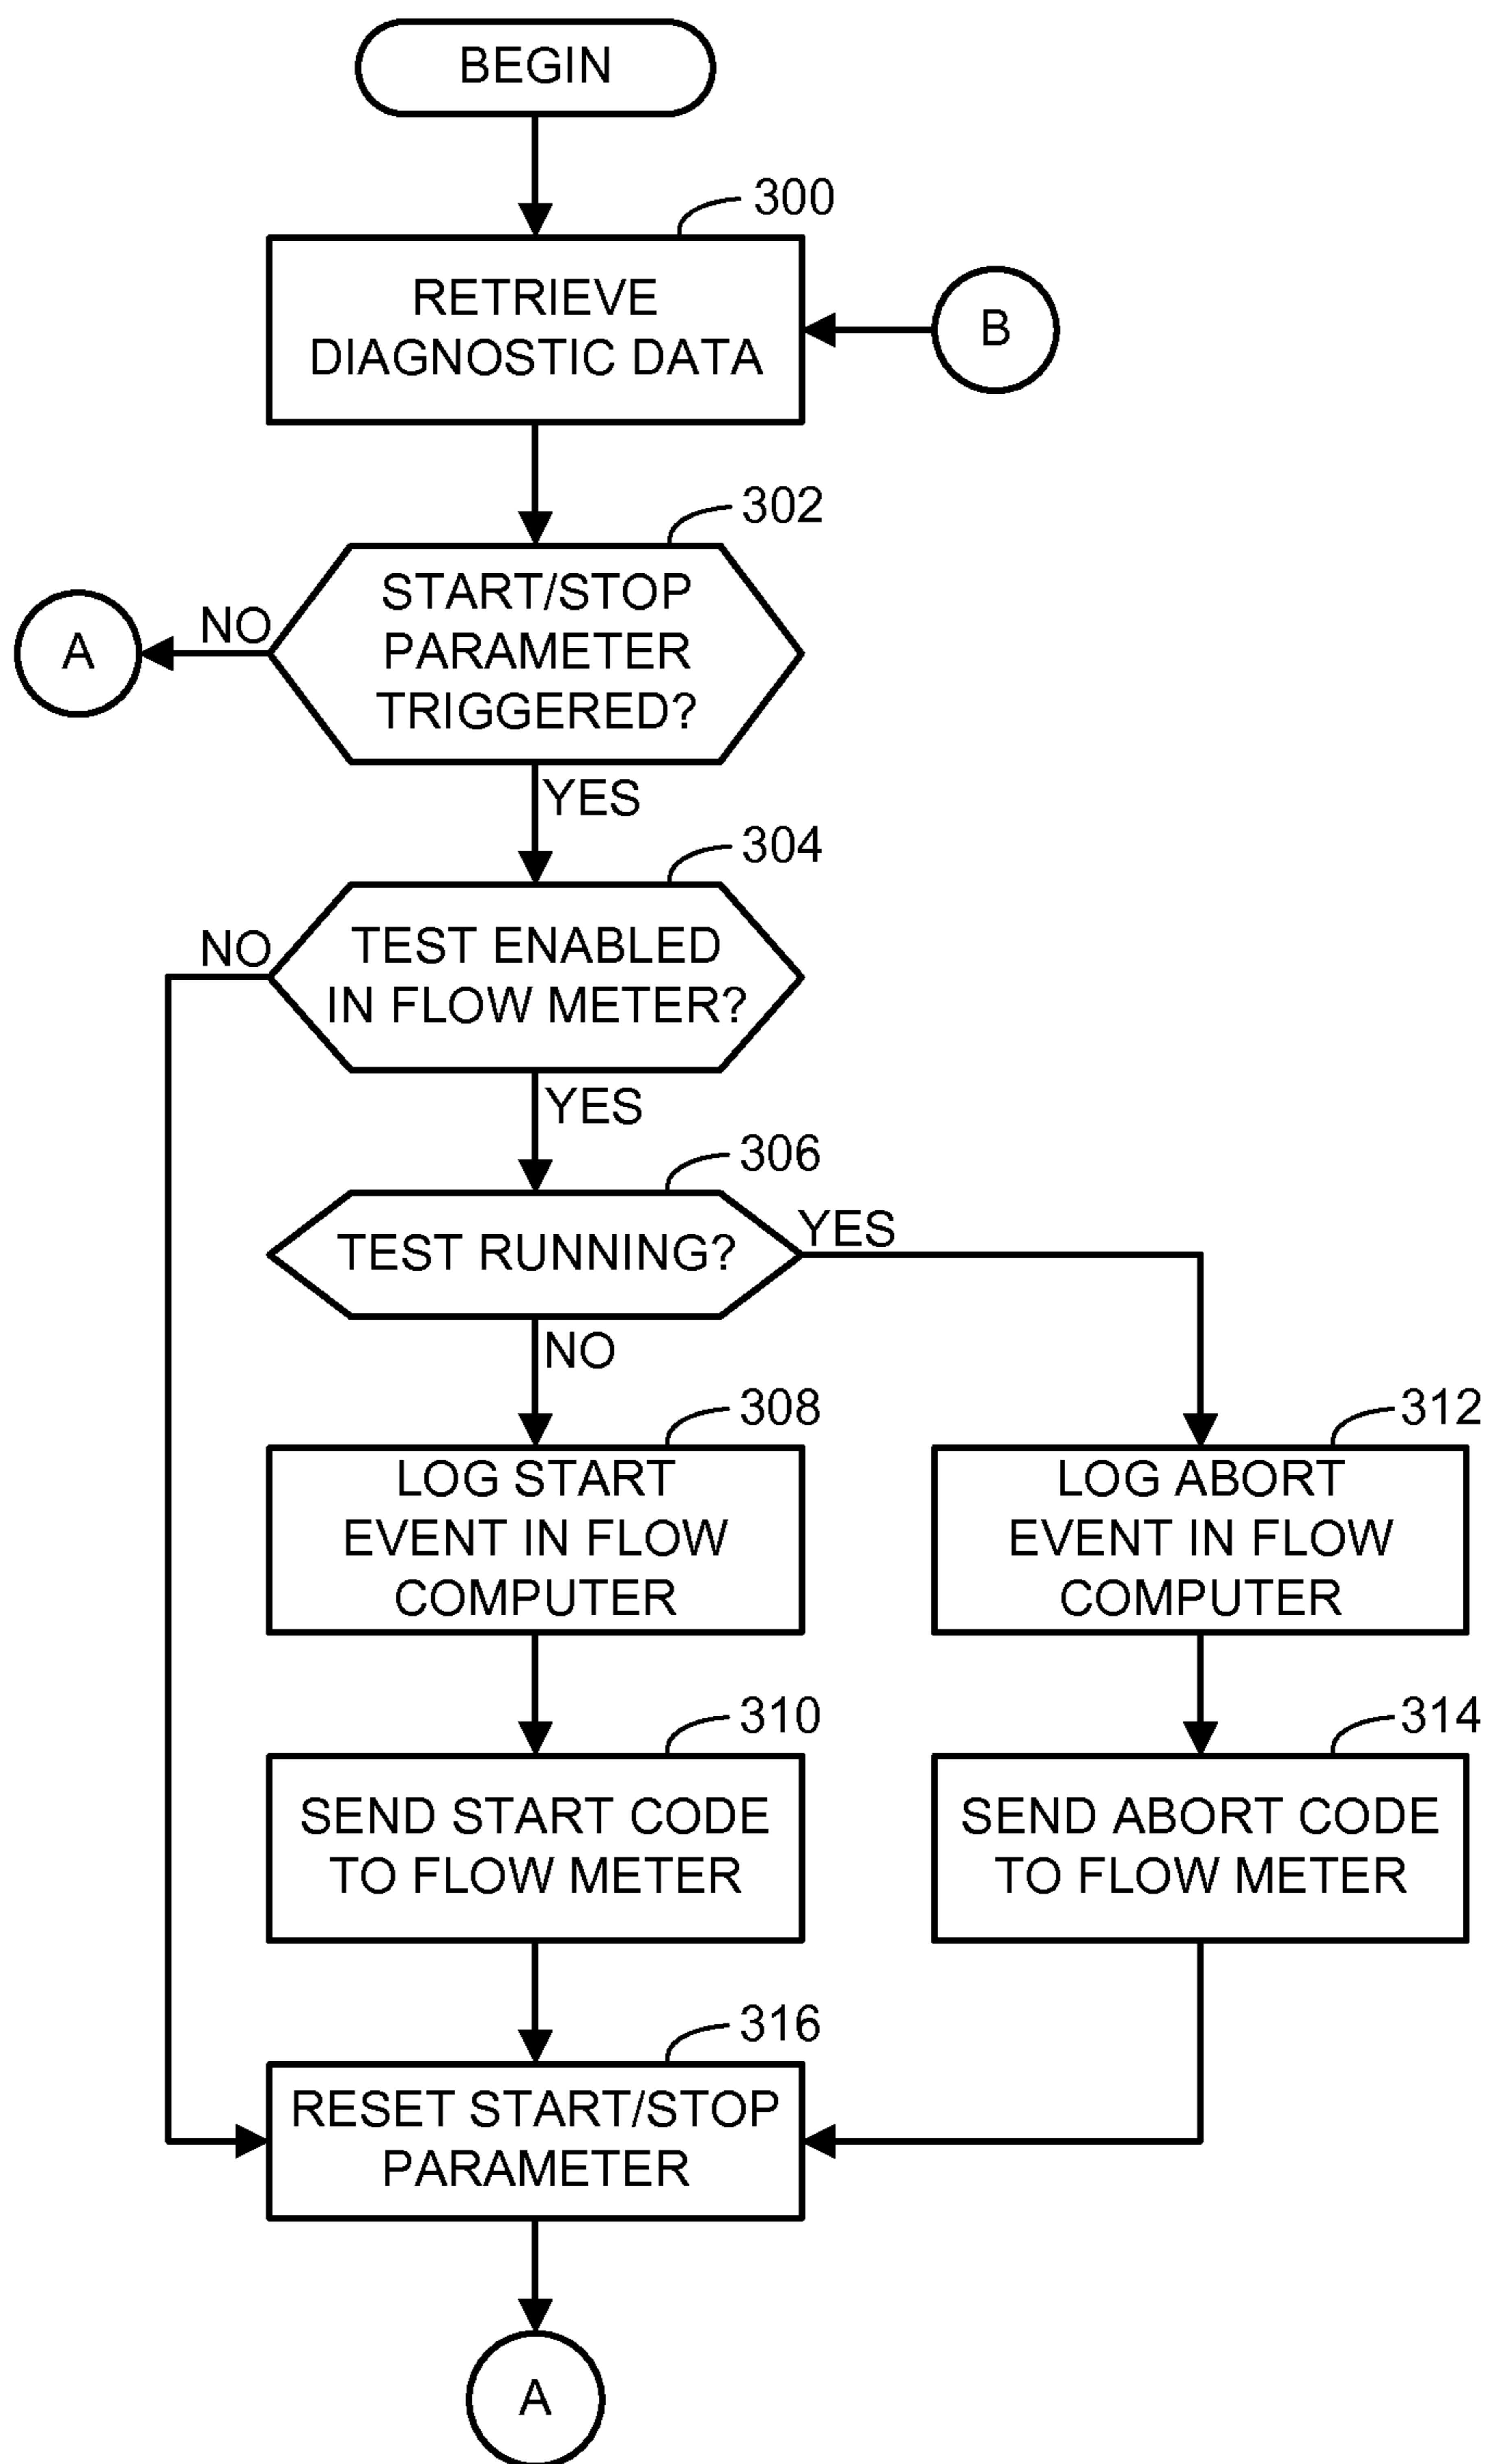 BEGIN
300
RETRIEVE
DIAGNOSTIC DATA
B
302
START/STOP
PARAMETER
TRIGGERED?
NO
A
YES
304
TEST ENABLED
IN FLOW METER?
NO
YES
306
TEST RUNNING?
YES
NO
308
LOG START
EVENT IN FLOW
COMPUTER
312
LOG ABORT
EVENT IN FLOW
COMPUTER
310
SEND START CODE
TO FLOW METER
314
SEND ABORT CODE
TO FLOW METER
316
RESET START/STOP
PARAMETER
A